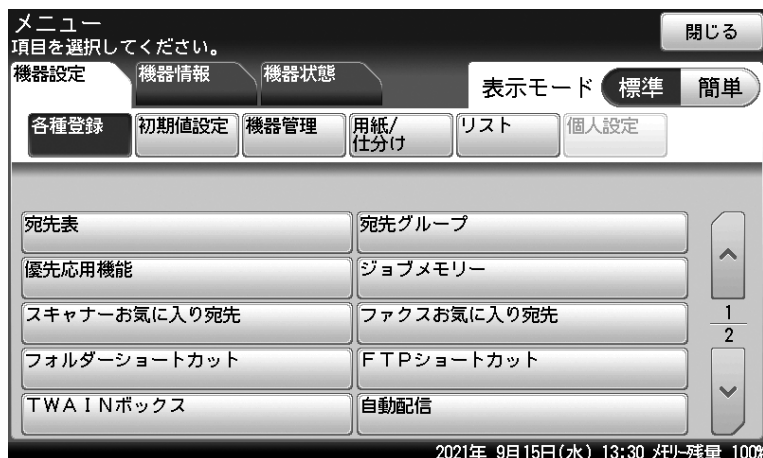 メニュー
閉じる
項目を選択してください。
機器設定 機器情報 機器状態
表示モード 標準 簡単
各種登録 初期値設定 機器管理 用紙/ リスト 個人設定
仕分け
宛先表 宛先グループ
優先応用機能 ジョブメモリー
スキャナーお気に入り宛先 ファクスお気に入り宛先
1
2
フォルダーショートカット ＦＴＰショートカット
ＴＷＡＩＮボックス 自動配信
2021年 9月15日(水) 13:30 ﾒﾓﾘｰ残量 100%